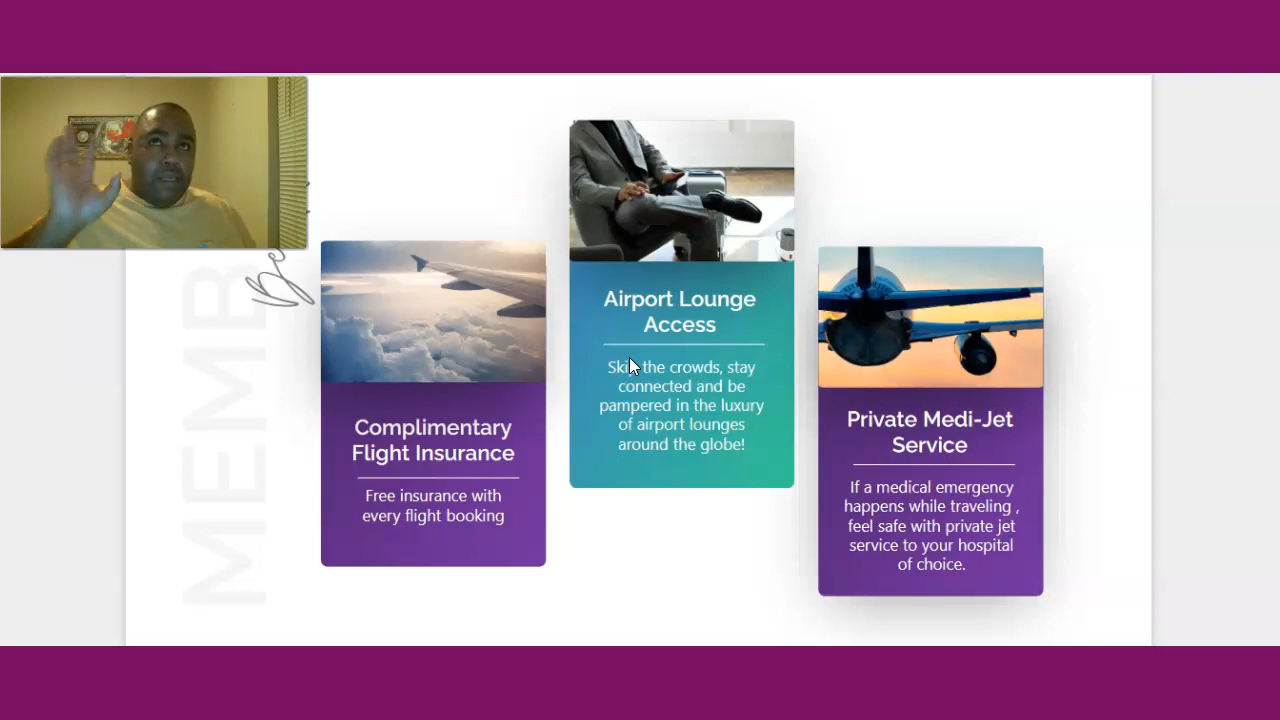 MEMB
Be
Complimentary
Flight Insurance
Free insurance with
every flight booking
Airport Lounge
Access
Skip the crowds, stay
connected and be
pampered in the luxury
of airport lounges
around the globe!
Private Medi-Jet
Service
If a medical emergency
happens while traveling ,
feel safe with private jet
service to your hospital
of choice.